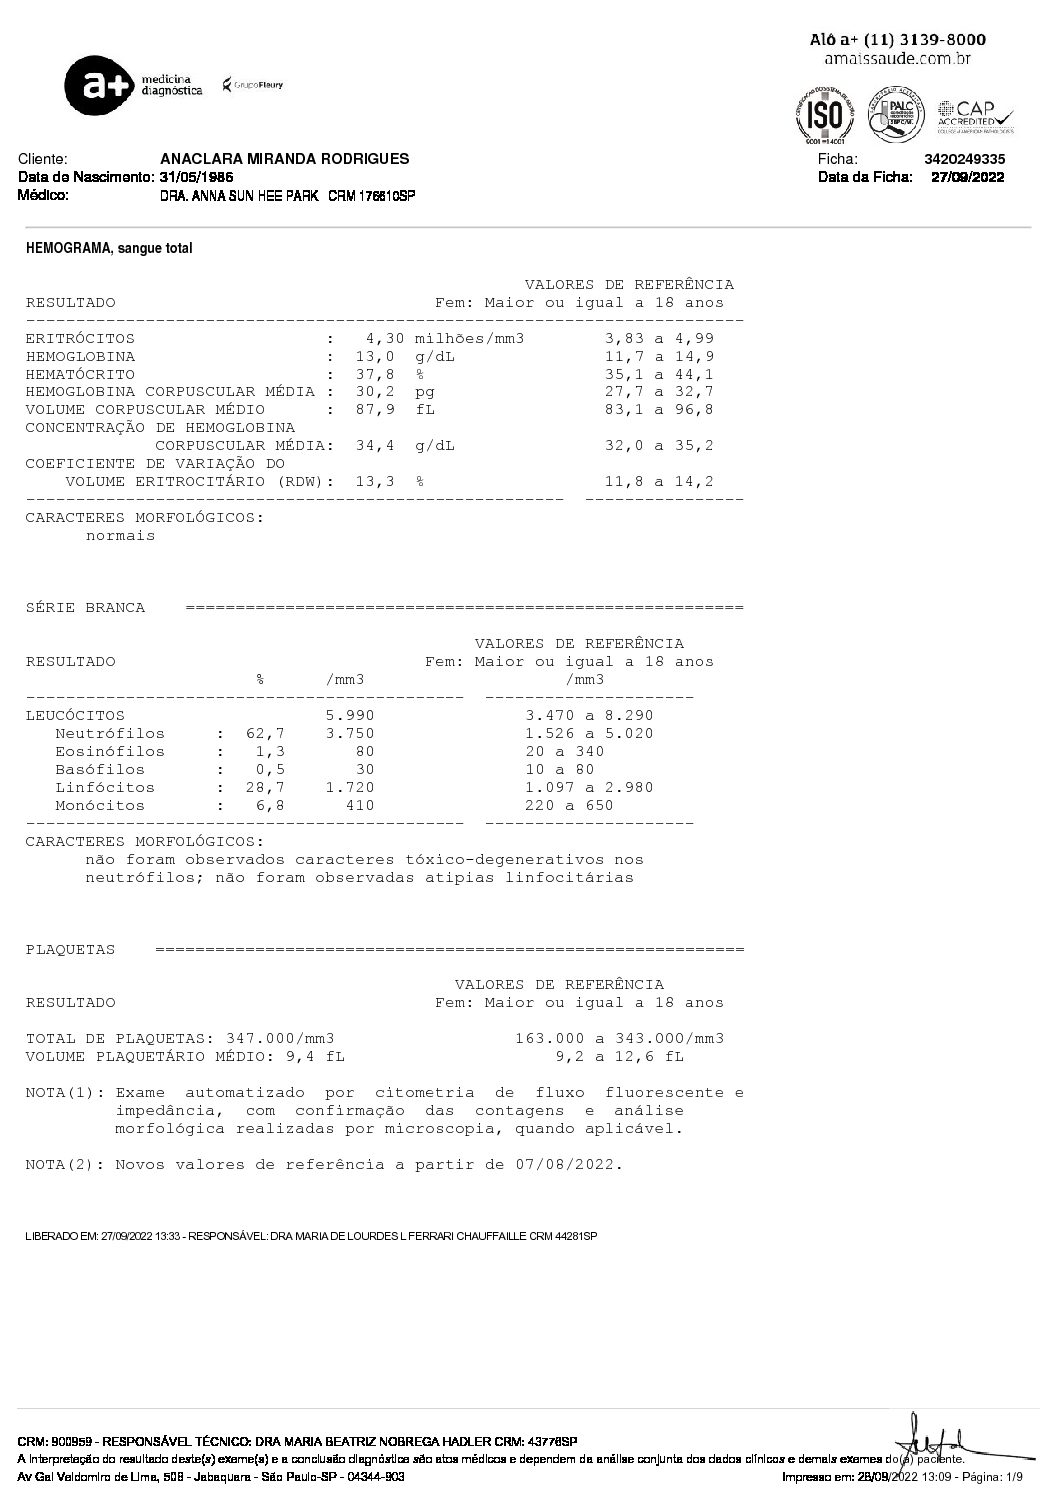 Alô a+ (11) 3139-8000
amaissaude.com.br
a+ medicina diagnóstica GrupoFleury
ISO 9001 • 14001 PALC SBPC/ML CAP ACCREDITED COLLEGE of AMERICAN PATHOLOGISTS
Cliente: ANACLARA MIRANDA RODRIGUES Ficha: 3420249335
Data de Nascimento: 31/05/1986 Data da Ficha: 27/09/2022
Médico: DRA. ANNA SUN HEE PARK CRM 176610SP
HEMOGRAMA, sangue total
VALORES DE REFERÊNCIA
RESULTADO Fem: Maior ou igual a 18 anos
ERITRÓCITOS : 4,30 milhões/mm3 3,83 a 4,99
HEMOGLOBINA : 13,0 g/dL 11,7 a 14,9
HEMATÓCRITO : 37,8 % 35,1 a 44,1
HEMOGLOBINA CORPUSCULAR MÉDIA : 30,2 pg 27,7 a 32,7
VOLUME CORPUSCULAR MÉDIO : 87,9 fL 83,1 a 96,8
CONCENTRAÇÃO DE HEMOGLOBINA
CORPUSCULAR MÉDIA: 34,4 g/dL 32,0 a 35,2
COEFICIENTE DE VARIAÇÃO DO
VOLUME ERITROCITÁRIO (RDW): 13,3 % 11,8 a 14,2
CARACTERES MORFOLÓGICOS:
normais
SÉRIE BRANCA ========================================================
VALORES DE REFERÊNCIA
RESULTADO Fem: Maior ou igual a 18 anos
% /mm3 /mm3
LEUCÓCITOS 5.990 3.470 a 8.290
Neutrófilos : 62,7 3.750 1.526 a 5.020
Eosinófilos : 1,3 80 20 a 340
Basófilos : 0,5 30 10 a 80
Linfócitos : 28,7 1.720 1.097 a 2.980
Monócitos : 6,8 410 220 a 650
CARACTERES MORFOLÓGICOS:
não foram observados caracteres tóxico-degenerativos nos
neutrófilos; não foram observadas atipias linfocitárias
PLAQUETAS ===========================================================
VALORES DE REFERÊNCIA
RESULTADO Fem: Maior ou igual a 18 anos
TOTAL DE PLAQUETAS: 347.000/mm3 163.000 a 343.000/mm3
VOLUME PLAQUETÁRIO MÉDIO: 9,4 fL 9,2 a 12,6 fL
NOTA(1): Exame automatizado por citometria de fluxo fluorescente e
impedância, com confirmação das contagens e análise
morfológica realizadas por microscopia, quando aplicável.
NOTA(2): Novos valores de referência a partir de 07/08/2022.
LIBERADO EM: 27/09/2022 13:33 - RESPONSÁVEL: DRA MARIA DE LOURDES L FERRARI CHAUFFAILLE CRM 44281SP
CRM: 900959 - RESPONSÁVEL TÉCNICO: DRA MARIA BEATRIZ NOBREGA HADLER CRM: 43776SP
A interpretação do resultado deste(s) exame(s) e a conclusão diagnóstica são atos médicos e dependem da análise conjunta dos dados clínicos e demais exames do(a) paciente.
Av Gal Valdomiro de Lima, 508 - Jabaquara - São Paulo-SP - 04344-903 Impresso em: 28/09/2022 13:09 - Página: 1/9